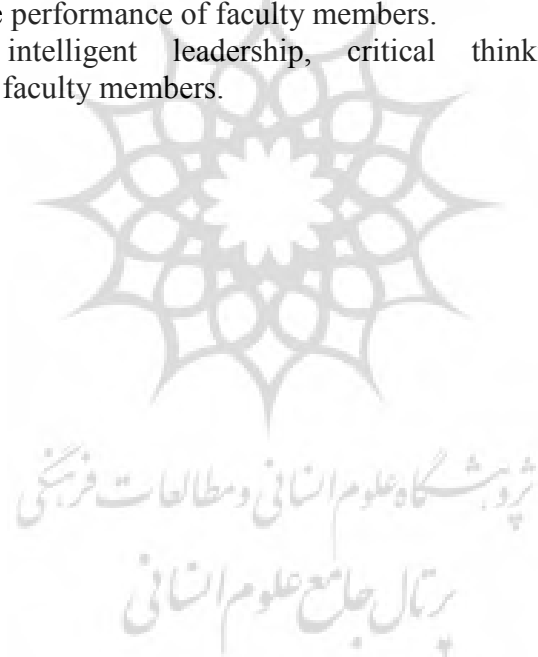 e performance of faculty members.
intelligent leadership, critical think
faculty members.
پژوهشگاه علوم انسانی و مطالعات فرهنگی
پرتال جامع علوم انسانی